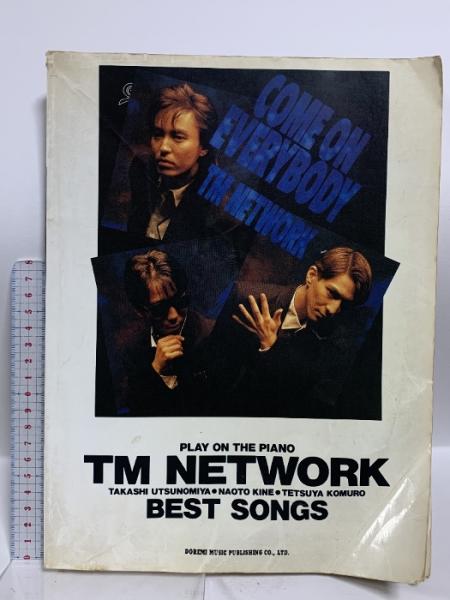 COME ON
EVERYBODY
TM NETWORK
PLAY ON THE PIANO
TM NETWORK
TAKASHI UTSUNOMIYA●NAOTO KINE●TETSUYA KOMURO
BEST SONGS
DOREMI MUSIC PUBLISHING CO., LTD.